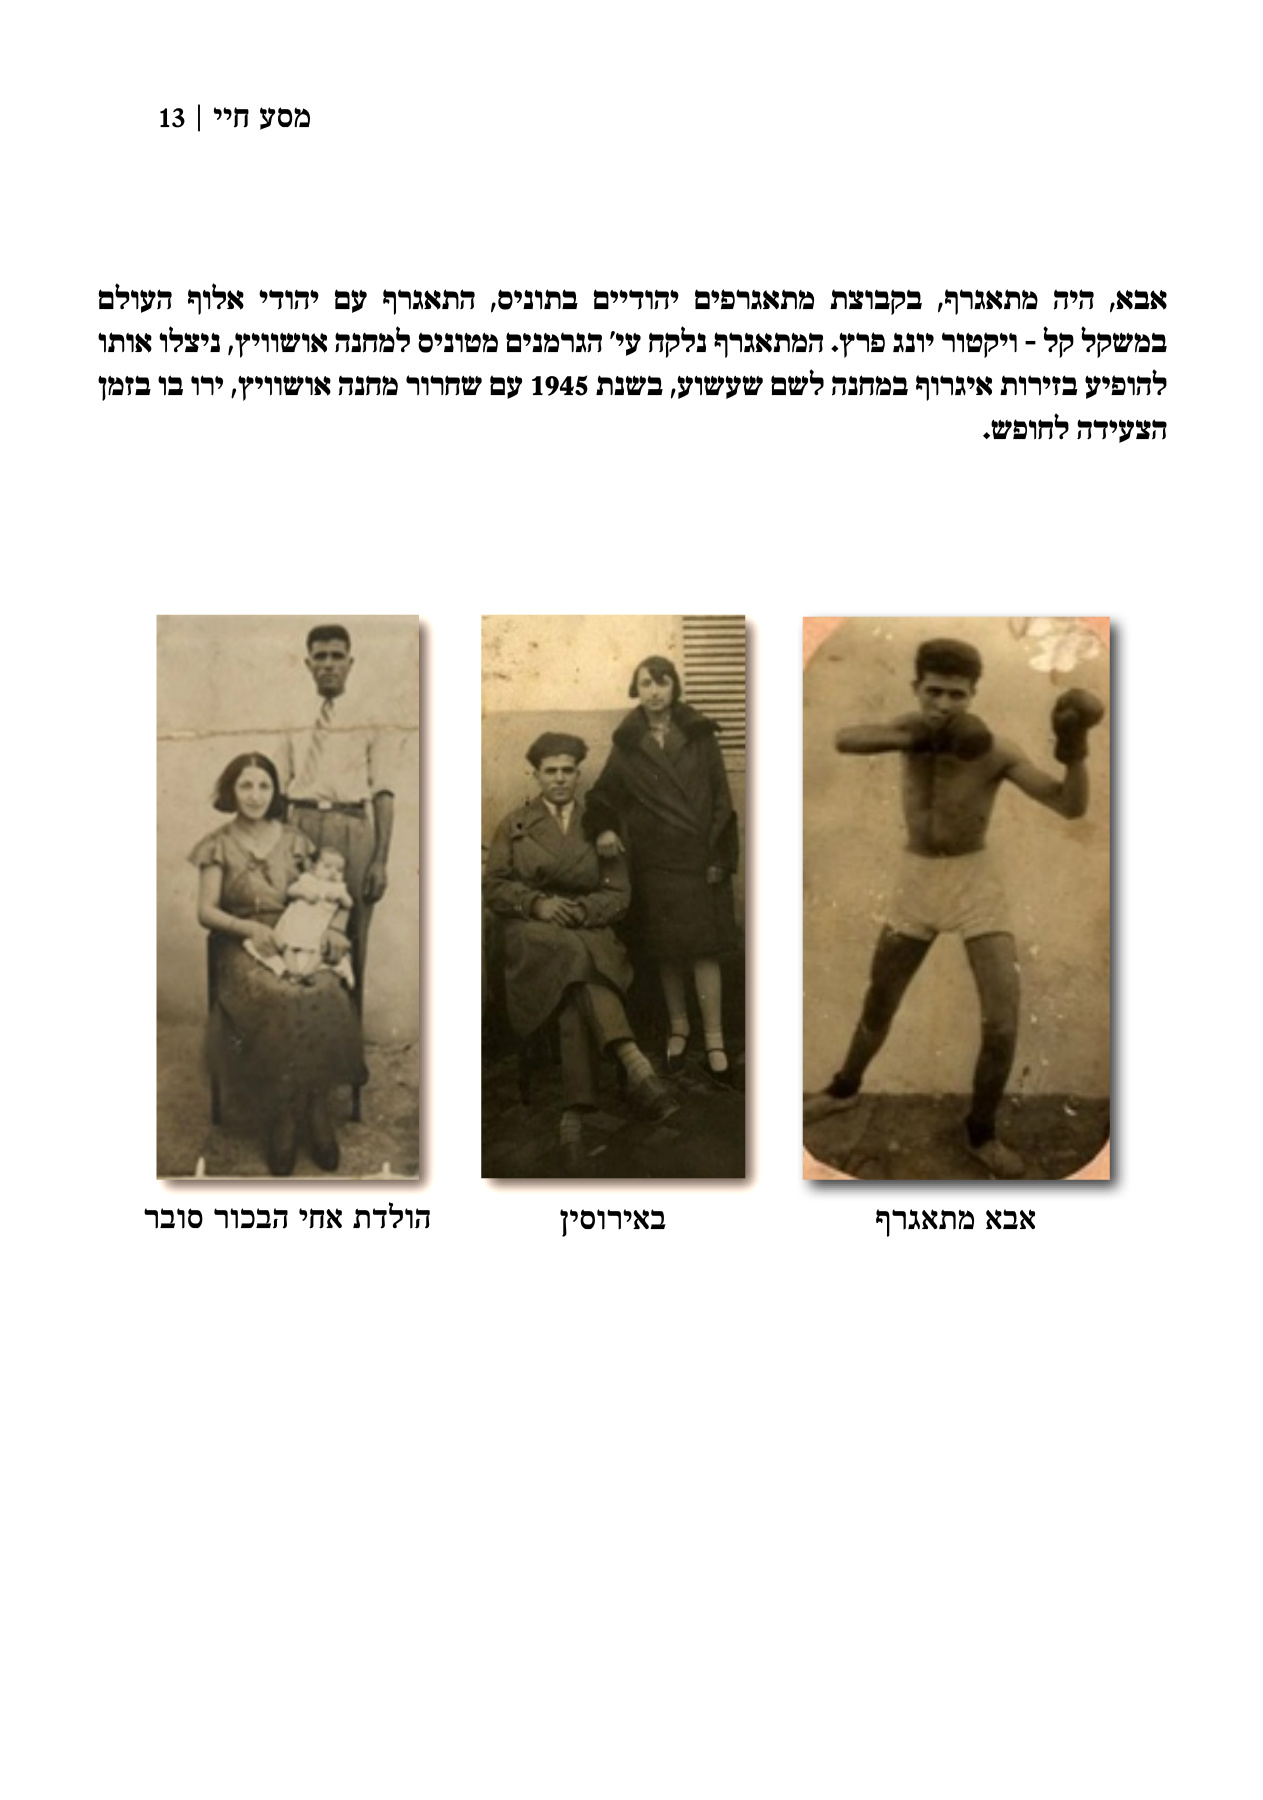 מסע חיי | 13
אבא, היה מתאגרף, בקבוצת מתאגרפים יהודיים בתוניס, התאגרף עם יהודי אלוף העולם
במשקל קל - ויקטור יונג פרץ. המתאגרף נלקח עי' הגרמנים מטוניס למחנה אושוויץ, ניצלו אותו
להופיע בזירות איגרוף במחנה לשם שעשוע, בשנת 1945 עם שחרור מחנה אושוויץ, ירו בו בזמן
הצעידה לחופש.
אבא מתאגרף
באירוסין
הולדת אחי הבכור סובר